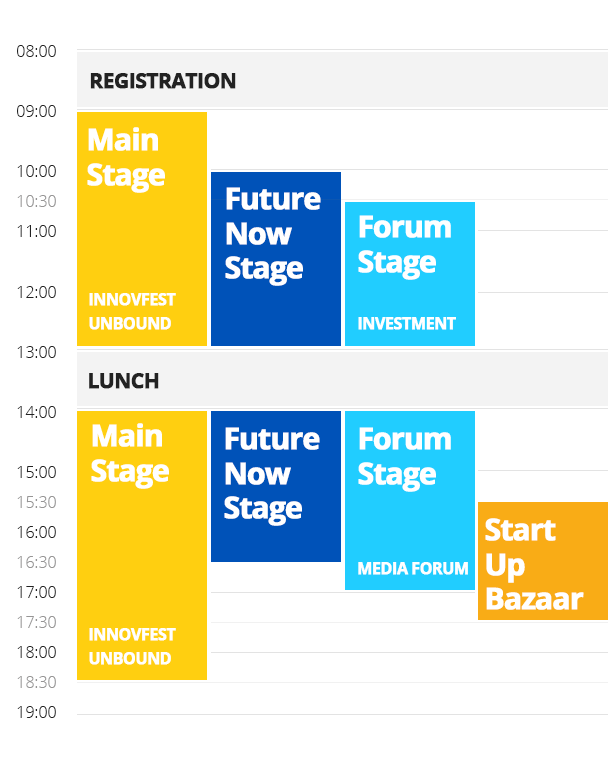 08:00
REGISTRATION
09:00
Main
Stage
INNOVFEST
UNBOUND
10:00
Future
Now
Stage
10:30
Forum
Stage
INVESTMENT
11:00
12:00
13:00
LUNCH
14:00
Main
Stage
INNOVFEST
UNBOUND
Future
Now
Stage
Forum
Stage
MEDIA FORUM
15:00
15:30
Start
Up
Bazaar
16:00
16:30
17:00
17:30
18:00
18:30
19:00